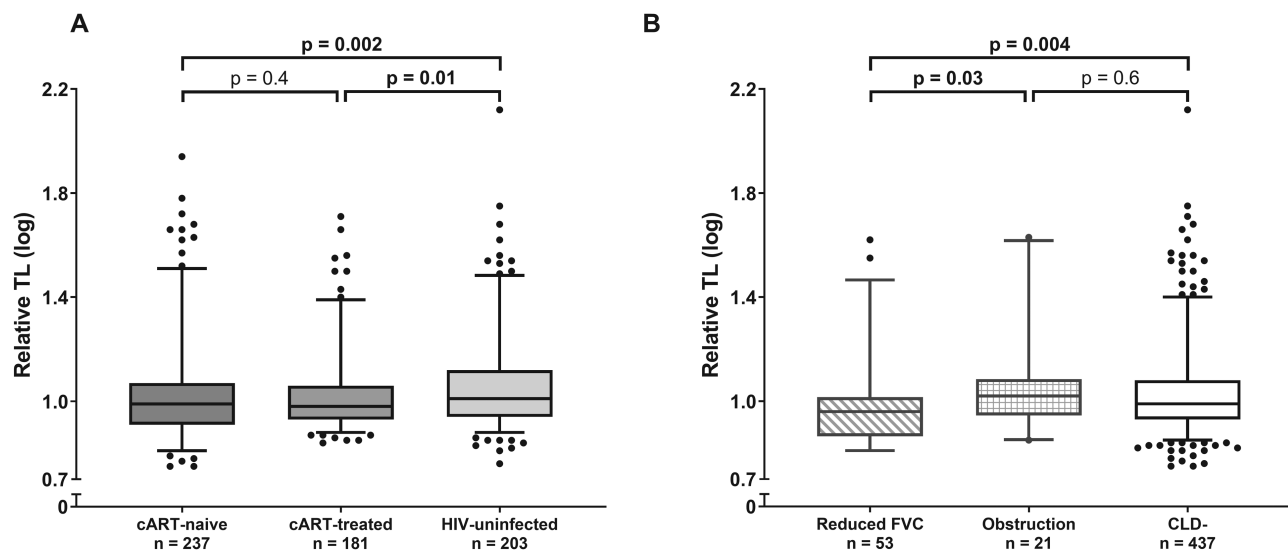 A
p = 0.002
p = 0.4
p = 0.01
Relative TL (log)
2.2
1.8
1.4
1.0
0.7
0
cART-naive
n = 237
cART-treated
n = 181
HIV-uninfected
n = 203
B
p = 0.004
p = 0.03
p = 0.6
Relative TL (log)
2.2
1.8
1.4
1.0
0.7
0
Reduced FVC
n = 53
Obstruction
n = 21
CLD-
n = 437